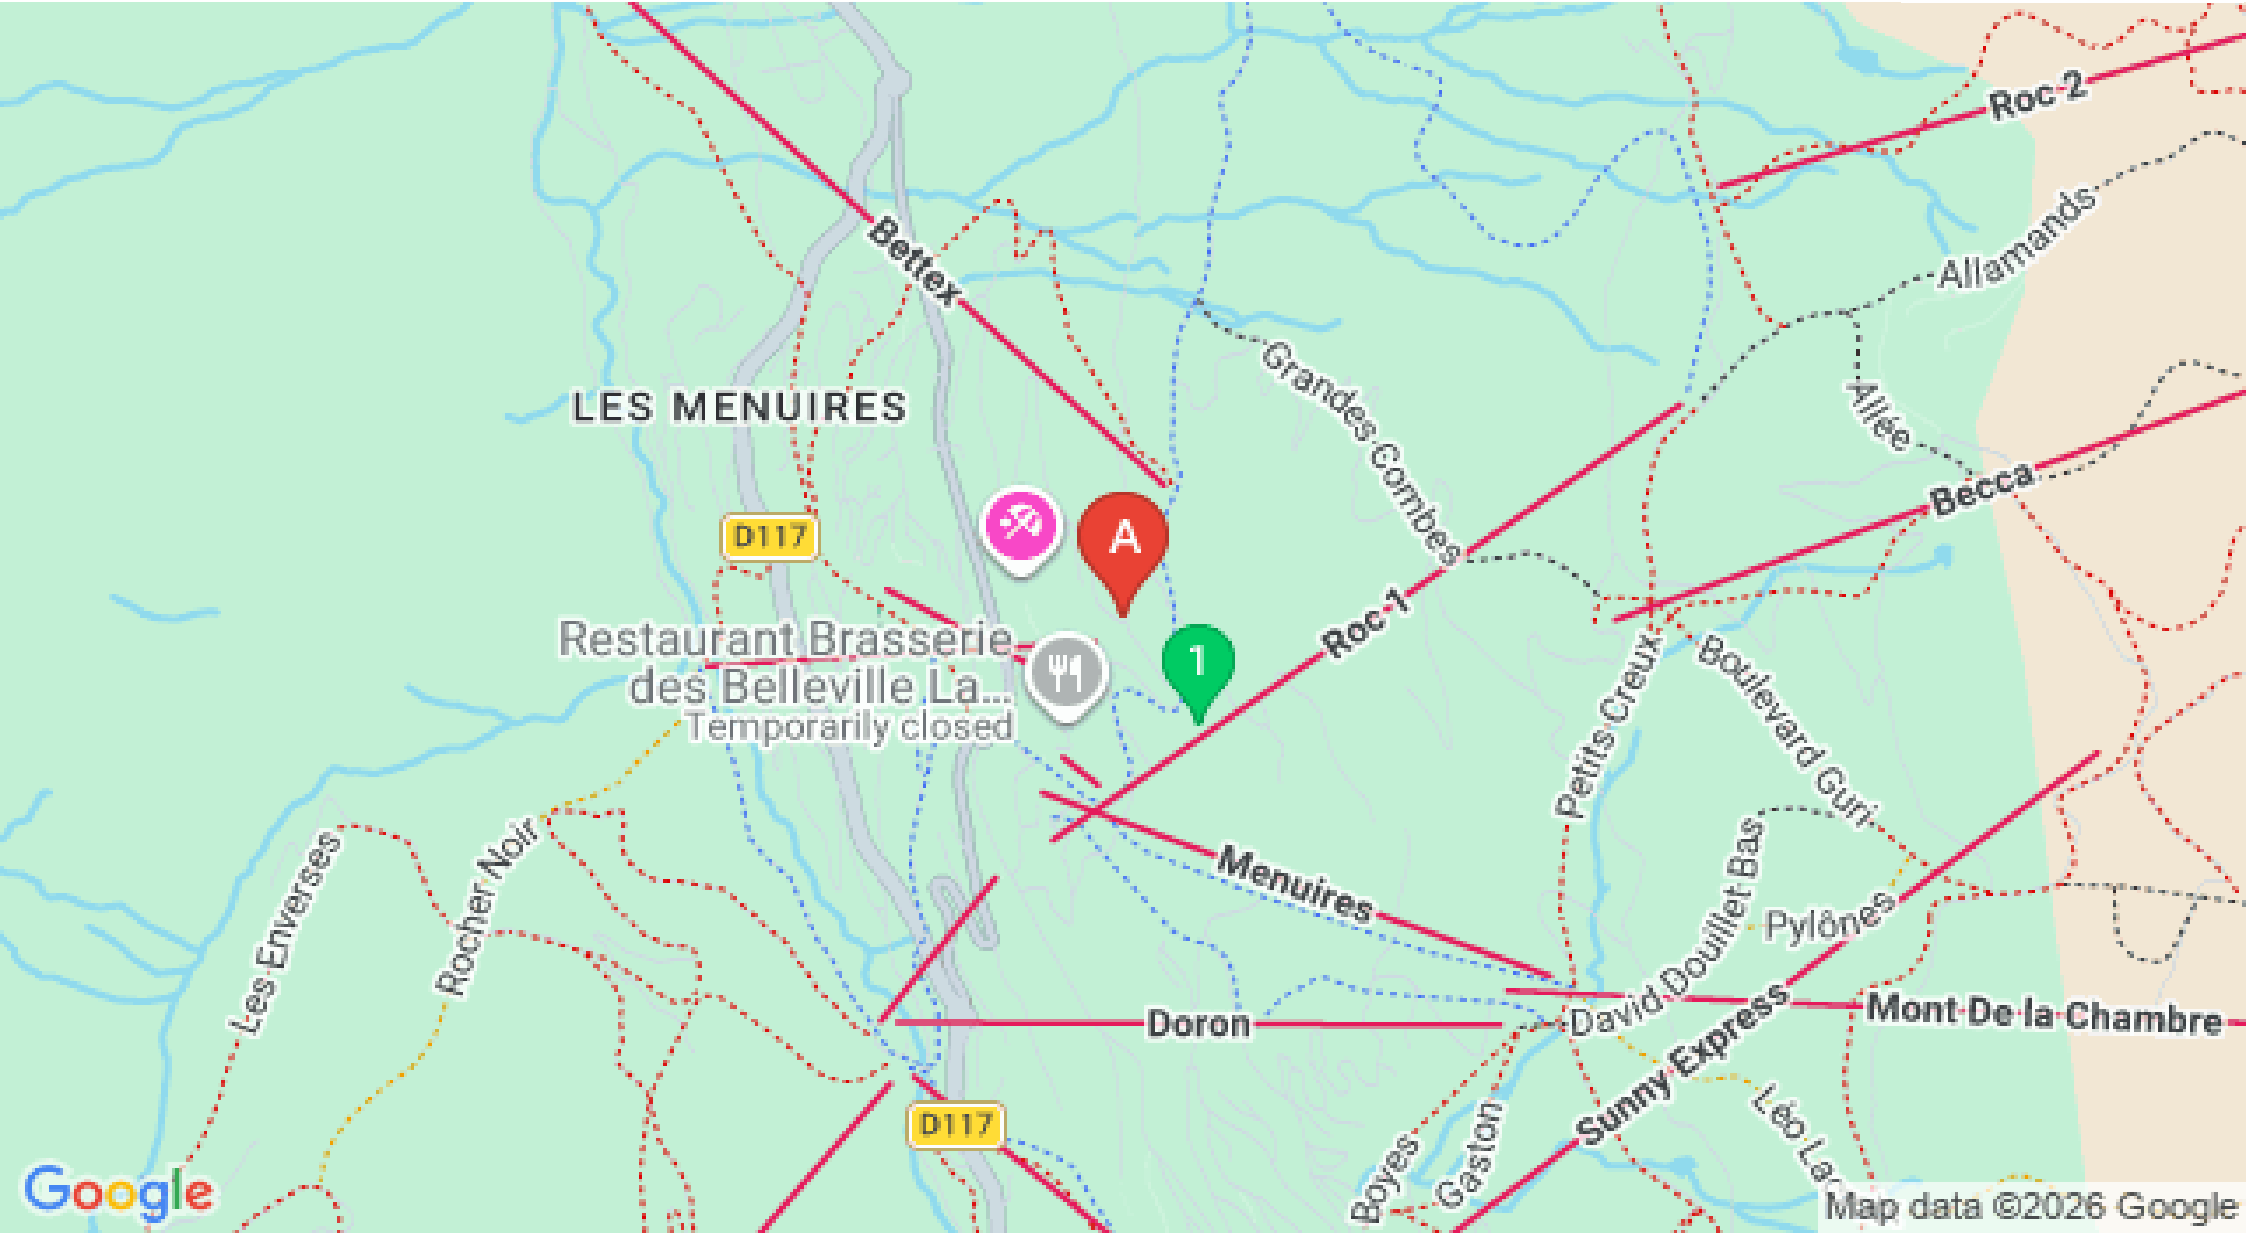 Roc 2
Allamands
Bettex
Grandes Combes
LES MENUIRES
Allée
Becca
D117
A
Roc 1
Restaurant Brasserie
des Belleville La...
Temporarily closed
1
Petits Creux
Boulevard Guri
Menuires
Les Enverses
Rocher Noir
David Douillet Bas
Pylônes
Doron
Mont De la Chambre
Sunny Express
D117
Boyes
Gaston
Léo Lac
Google
Map data ©2026 Google